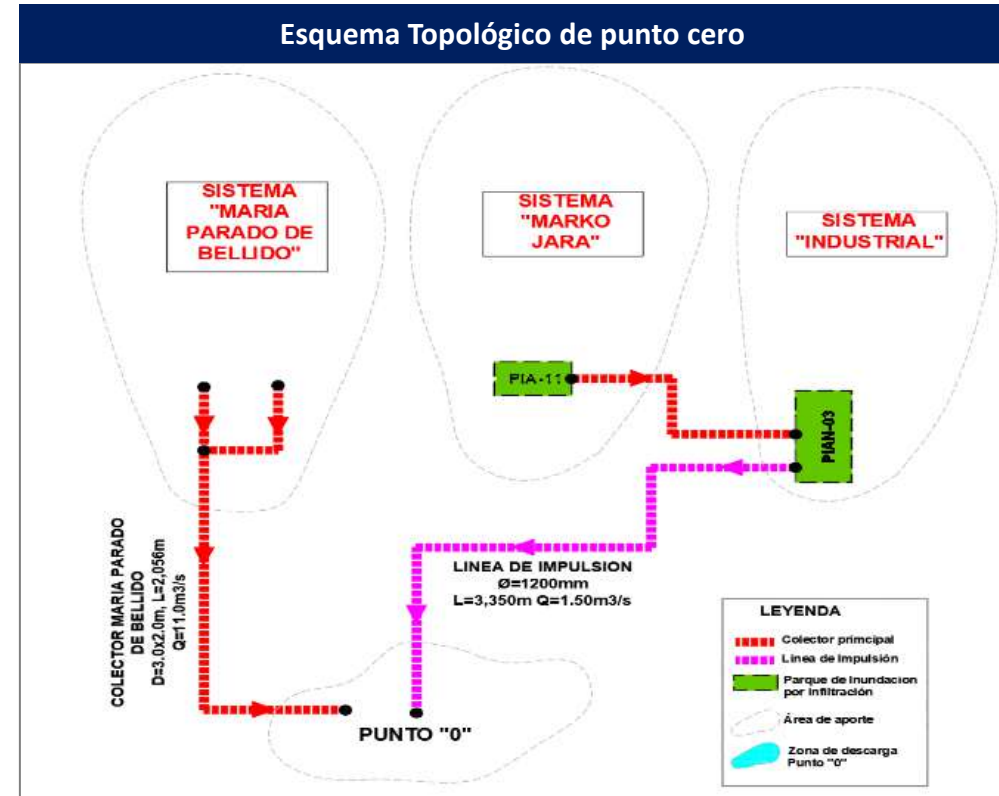 Esquema Topológico de punto cero
SISTEMA
"MARIA
PARADO DE
BELLIDO"
SISTEMA
"MARKO
JARA"
SISTEMA
"INDUSTRIAL"
PIA-11
PIAN-03
COLECTOR MARIA PARADO
DE BELLIDO
D=3.0x2.0m, L=2,056m
Q=11.0m3/s
LINEA DE IMPULSION
Ø=1200mm
L=3,350m Q=1.50m3/s
PUNTO "0"
LEYENDA
Colector principal
Linea de Impulsión
Parque de Inundacion
por Infiltración
Área de aporte
Zona de descarga
Punto "0"